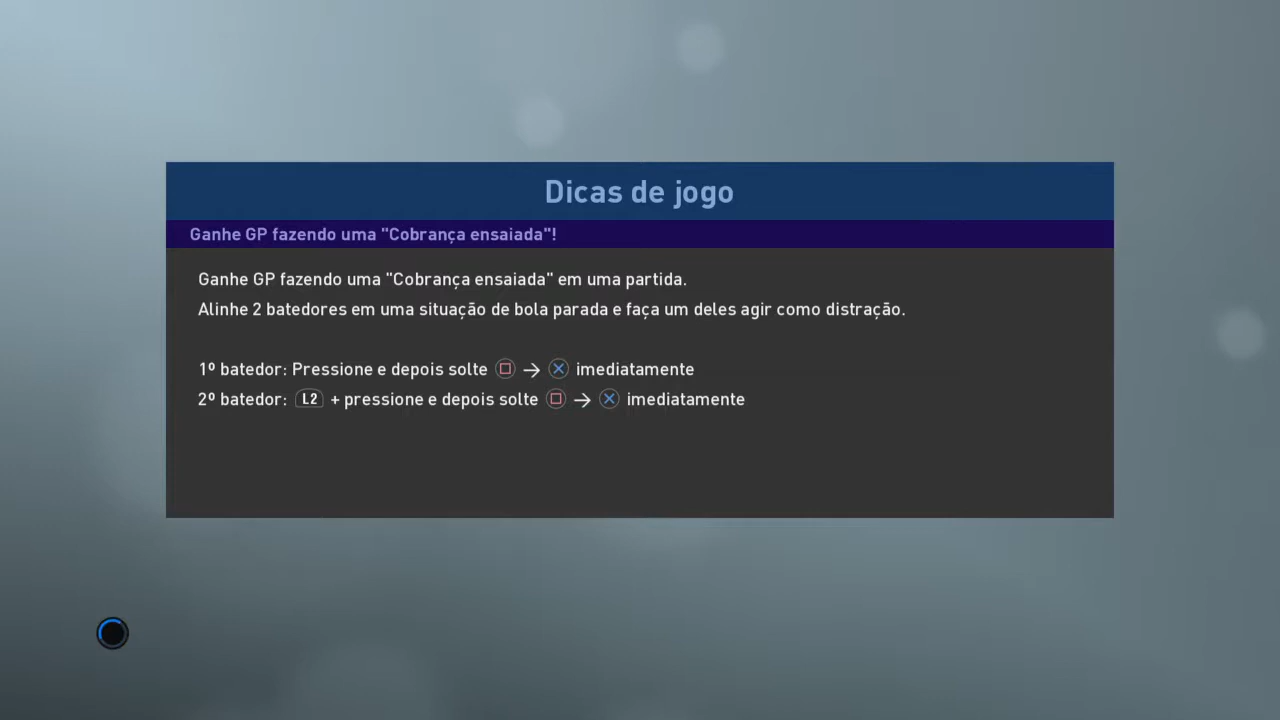 Dicas de jogo
Ganhe GP fazendo uma "Cobrança ensaiada"!
Ganhe GP fazendo uma "Cobrança ensaiada" em uma partida.
Alinhe 2 batedores em uma situação de bola parada e faça um deles agir como distração.
1º batedor: Pressione e depois solte □ → ✕ imediatamente
2º batedor: L2 + pressione e depois solte □ → ✕ imediatamente